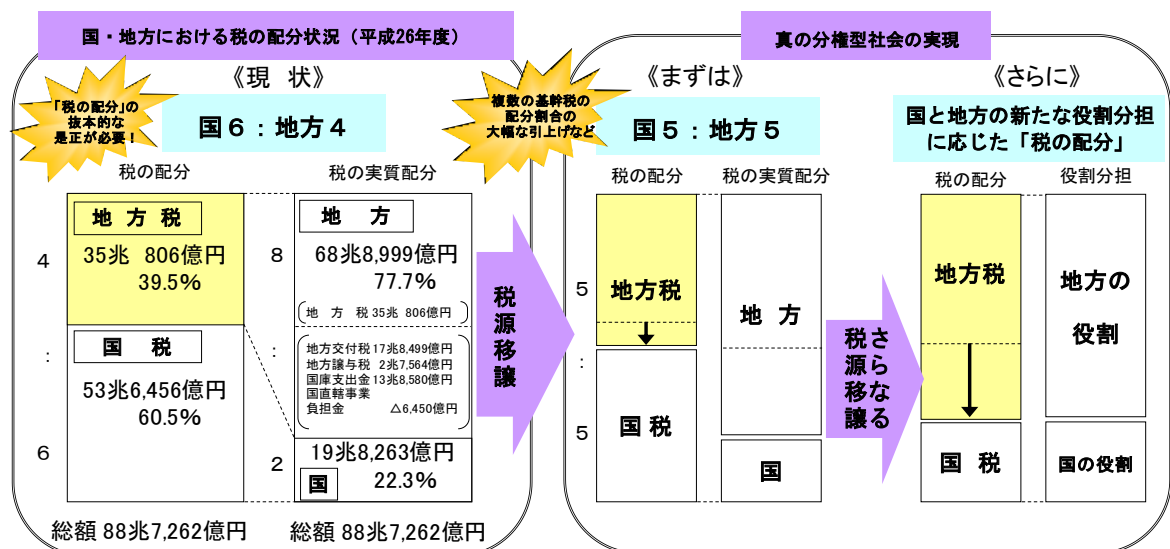 国・地方における税の配分状況（平成26年度）
《現 状》
「税の配分」の
抜本的な
是正が必要！
国６：地方４
税の配分
税の実質配分
4
:
6
地 方 税
35兆 806億円
39.5%
国 税
53兆6,456億円
60.5%
8
:
2
地 方
68兆8,999億円
77.7%
地 方 税 35兆 806億円
地方交付税 17兆8,499億円
地方譲与税 2兆7,564億円
国庫支出金 13兆8,580億円
国直轄事業
負担金 △6,450億円
19兆8,263億円
国
22.3%
総額 88兆7,262億円
総額 88兆7,262億円
税源移譲
真の分権型社会の実現
《まずは》
複数の基幹税の
配分割合の
大幅な引上げなど
国５：地方５
税の配分
税の実質配分
5
:
5
地方税
国 税
地 方
国
さらなる
税源移譲
《さらに》
国と地方の新たな役割分担
に応じた「税の配分」
税の配分
役割分担
地方税
国 税
地方の
役割
国の役割